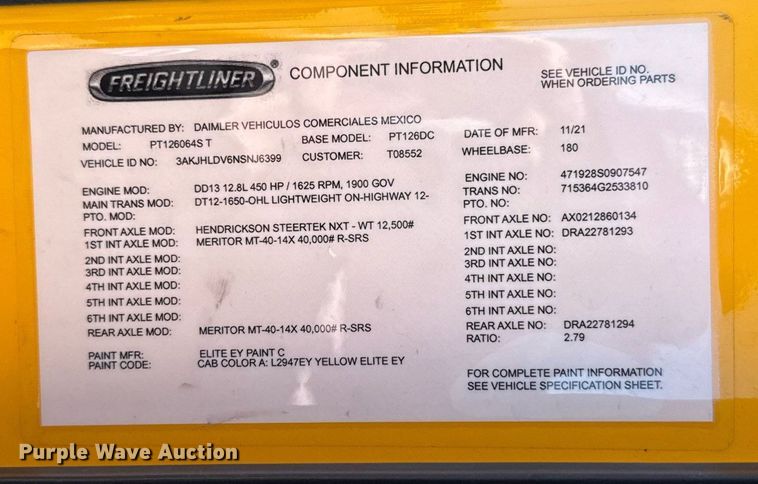 FREIGHTLINER ® COMPONENT INFORMATION
SEE VEHICLE ID NO.
WHEN ORDERING PARTS
MANUFACTURED BY: DAIMLER VEHICULOS COMERCIALES MEXICO
MODEL: PT126064S T BASE MODEL: PT126DC
VEHICLE ID NO: 3AKJHLDV6NSNJ6399 CUSTOMER: T08552
DATE OF MFR: 11/21
WHEELBASE: 180
ENGINE MOD: DD13 12.8L 450 HP / 1625 RPM, 1900 GOV
MAIN TRANS MOD: DT12-1650-OHL LIGHTWEIGHT ON-HIGHWAY 12-
PTO. MOD:
FRONT AXLE MOD: HENDRICKSON STEERTEK NXT - WT 12,500#
1ST INT AXLE MOD: MERITOR MT-40-14X 40,000# R-SRS
2ND INT AXLE MOD:
3RD INT AXLE MOD:
4TH INT AXLE MOD:
5TH INT AXLE MOD:
6TH INT AXLE MOD:
REAR AXLE MOD: MERITOR MT-40-14X 40,000# R-SRS
PAINT MFR: ELITE EY PAINT C
PAINT CODE: CAB COLOR A: L2947EY YELLOW ELITE EY
ENGINE NO: 471928S0907547
TRANS NO: 715364G2533810
PTO. NO:
FRONT AXLE NO: AX0212860134
1ST INT AXLE NO: DRA22781293
2ND INT AXLE NO:
3RD INT AXLE NO:
4TH INT AXLE NO:
5TH INT AXLE NO:
6TH INT AXLE NO:
REAR AXLE NO: DRA22781294
RATIO: 2.79
FOR COMPLETE PAINT INFORMATION
SEE VEHICLE SPECIFICATION SHEET.
Purple Wave Auction